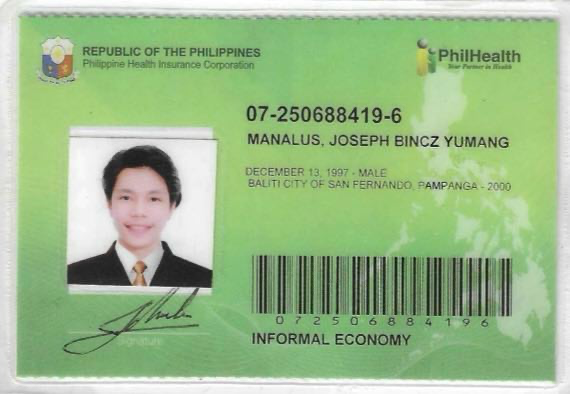 REPUBLIC OF THE PHILIPPINES
Philippine Health Insurance Corporation
PhilHealth
Your Partner in Health
07-250688419-6
MANALUS, JOSEPH BINCZ YUMANG
DECEMBER 13, 1997 - MALE
BALITI CITY OF SAN FERNANDO, PAMPANGA - 2000
072506884196
INFORMAL ECONOMY
signature